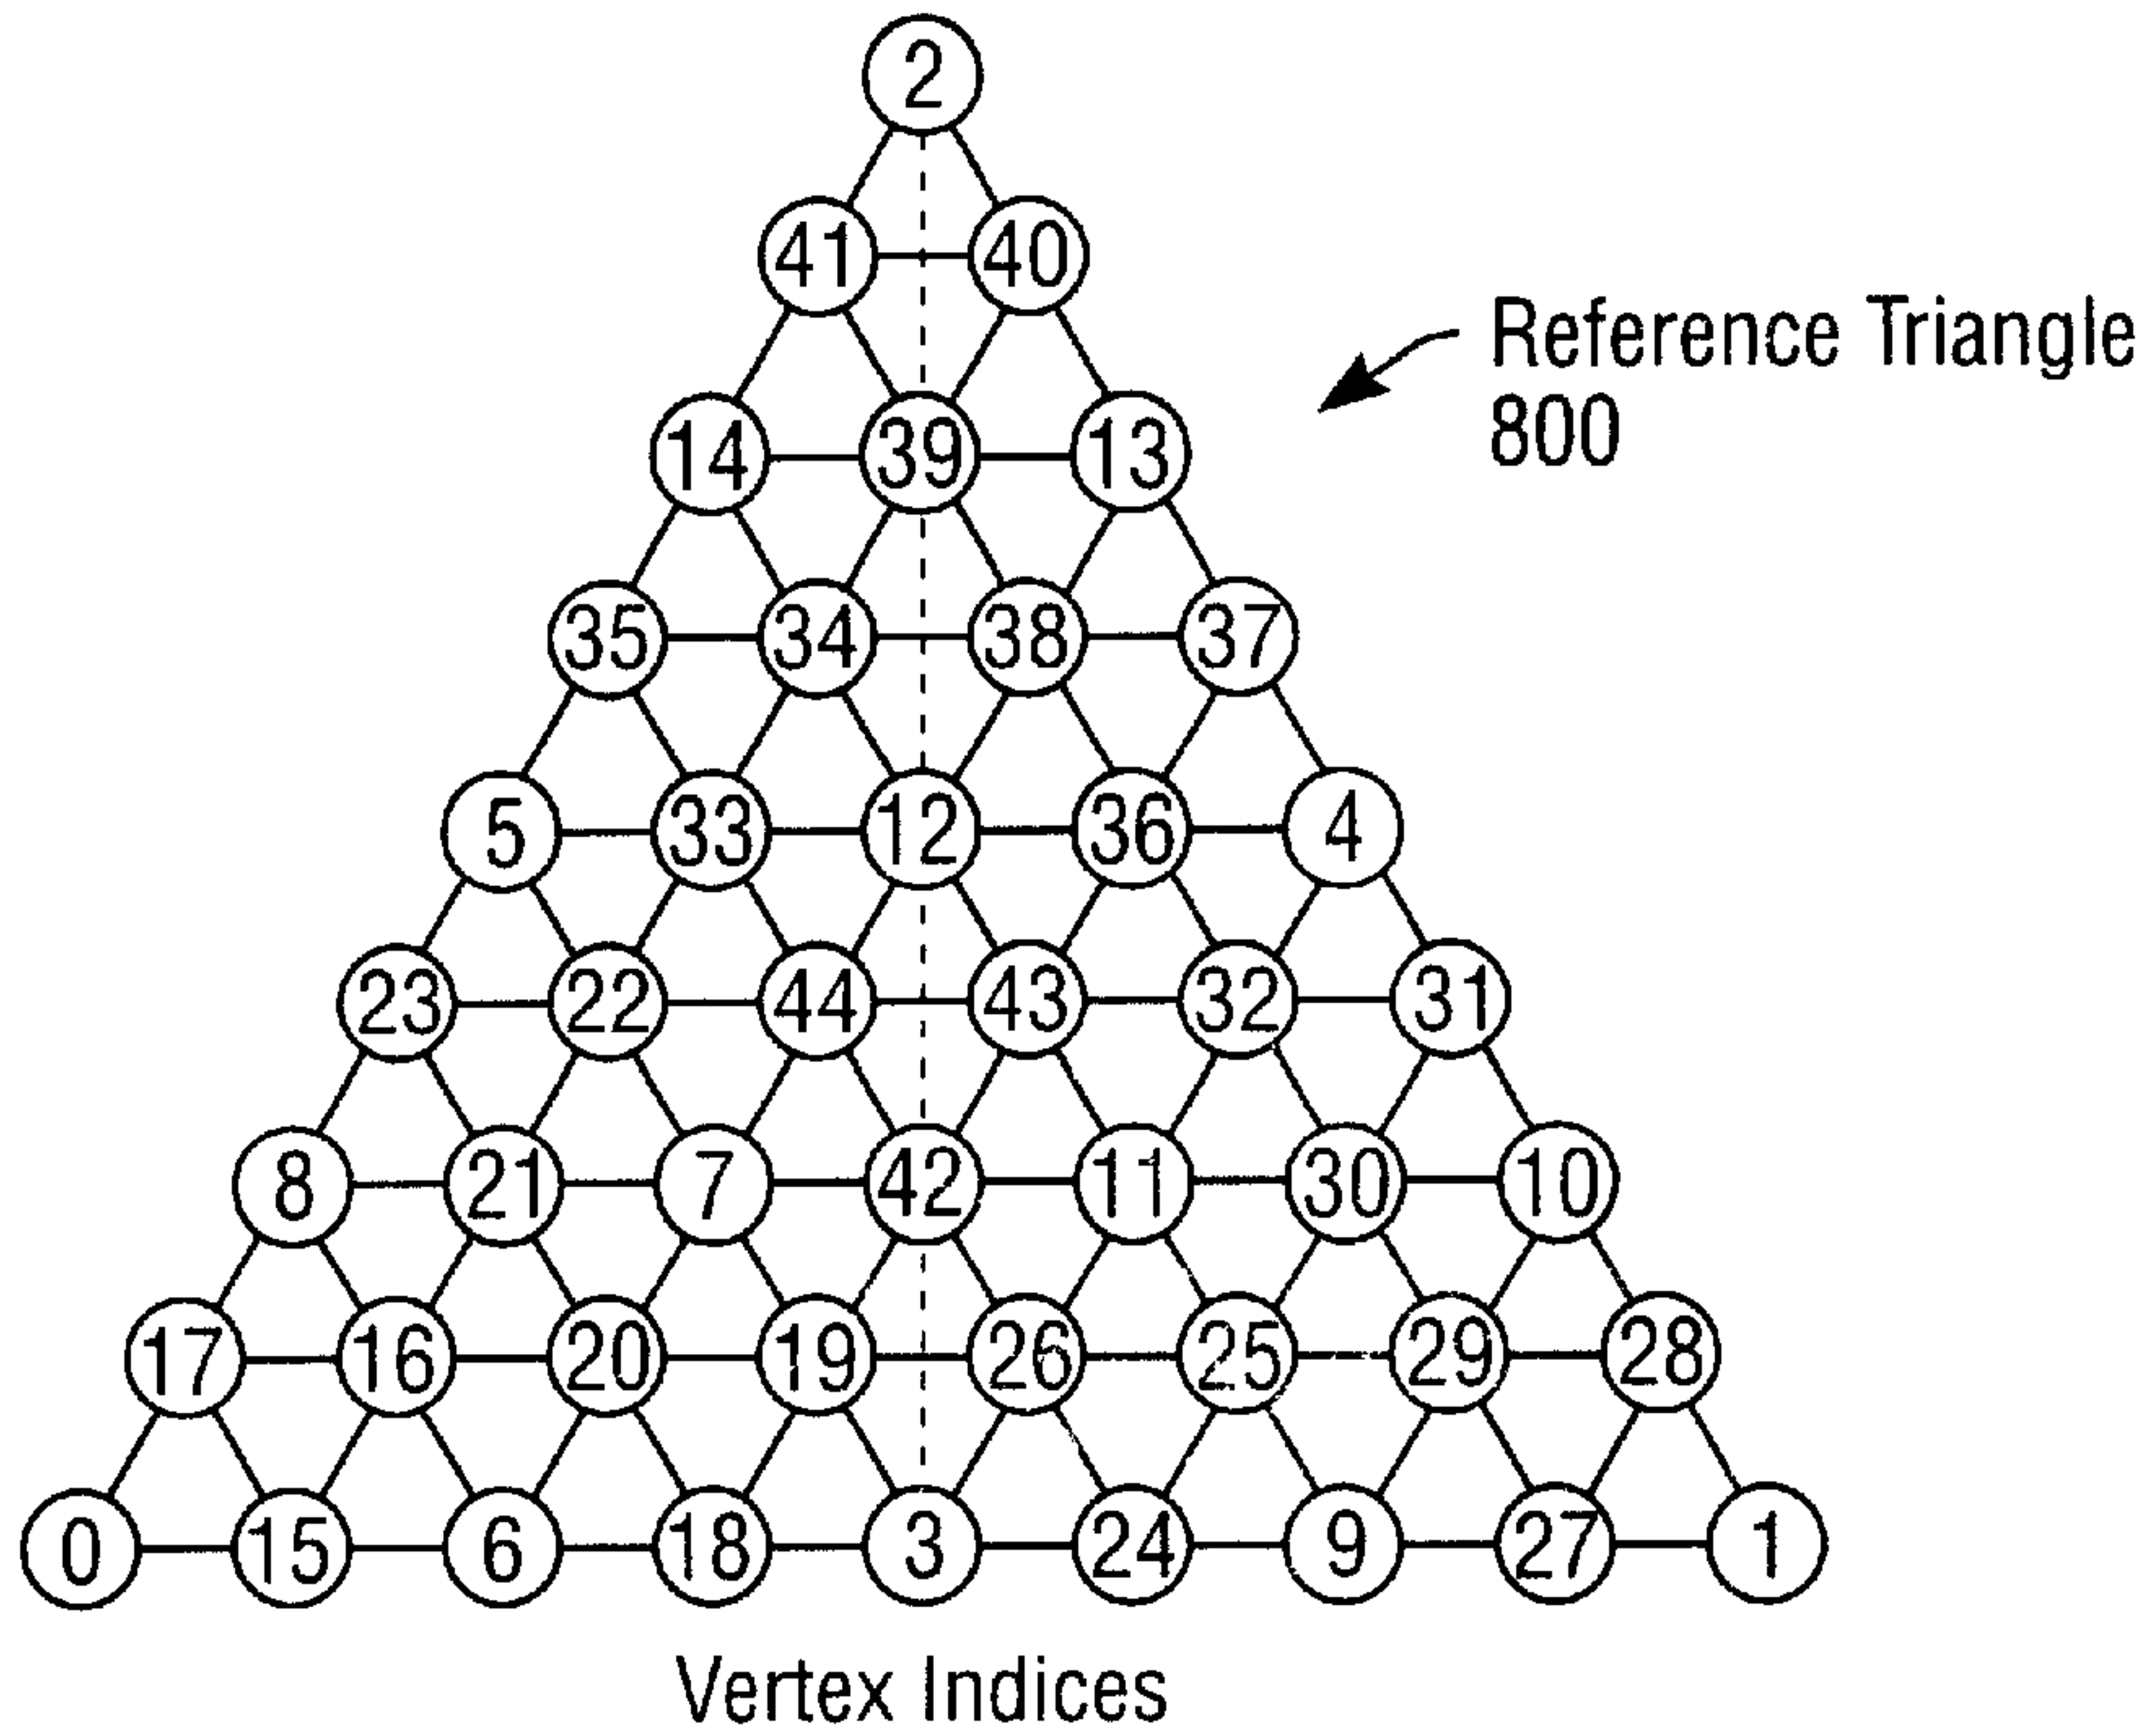 2
41 40
Reference Triangle
800
14 39 13
35 34 38 37
5 33 12 36 4
23 22 44 43 32 31
8 21 7 42 11 30 10
17 16 20 19 26 25 29 28
0 15 6 18 3 24 9 27 1
Vertex Indices